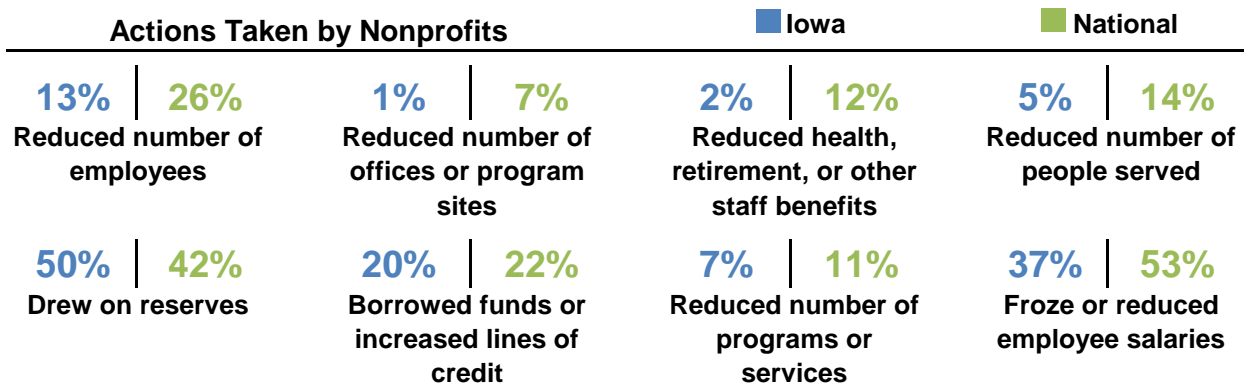 Actions Taken by Nonprofits
Iowa
National
13% 26%
Reduced number of
employees
1% 7%
Reduced number of
offices or program
sites
2% 12%
Reduced health,
retirement, or other
staff benefits
5% 14%
Reduced number of
people served
50% 42%
Drew on reserves
20% 22%
Borrowed funds or
increased lines of
credit
7% 11%
Reduced number of
programs or
services
37% 53%
Froze or reduced
employee salaries